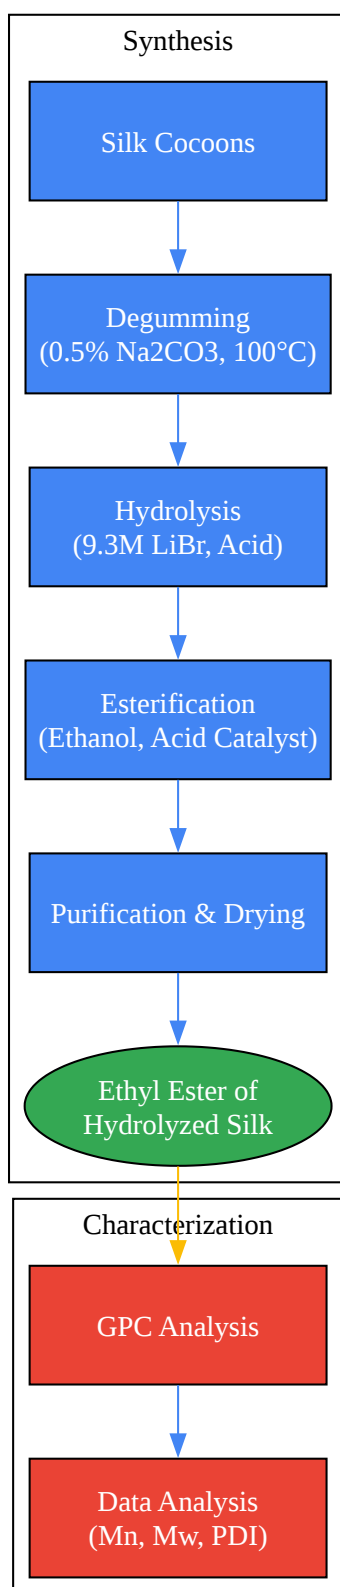 Synthesis
Silk Cocoons
Degumming
(0.5% Na2CO3, 100°C)
Hydrolysis
(9.3M LiBr, Acid)
Esterification
(Ethanol, Acid Catalyst)
Purification & Drying
Ethyl Ester of
Hydrolyzed Silk
Characterization
GPC Analysis
Data Analysis
(Mn, Mw, PDI)